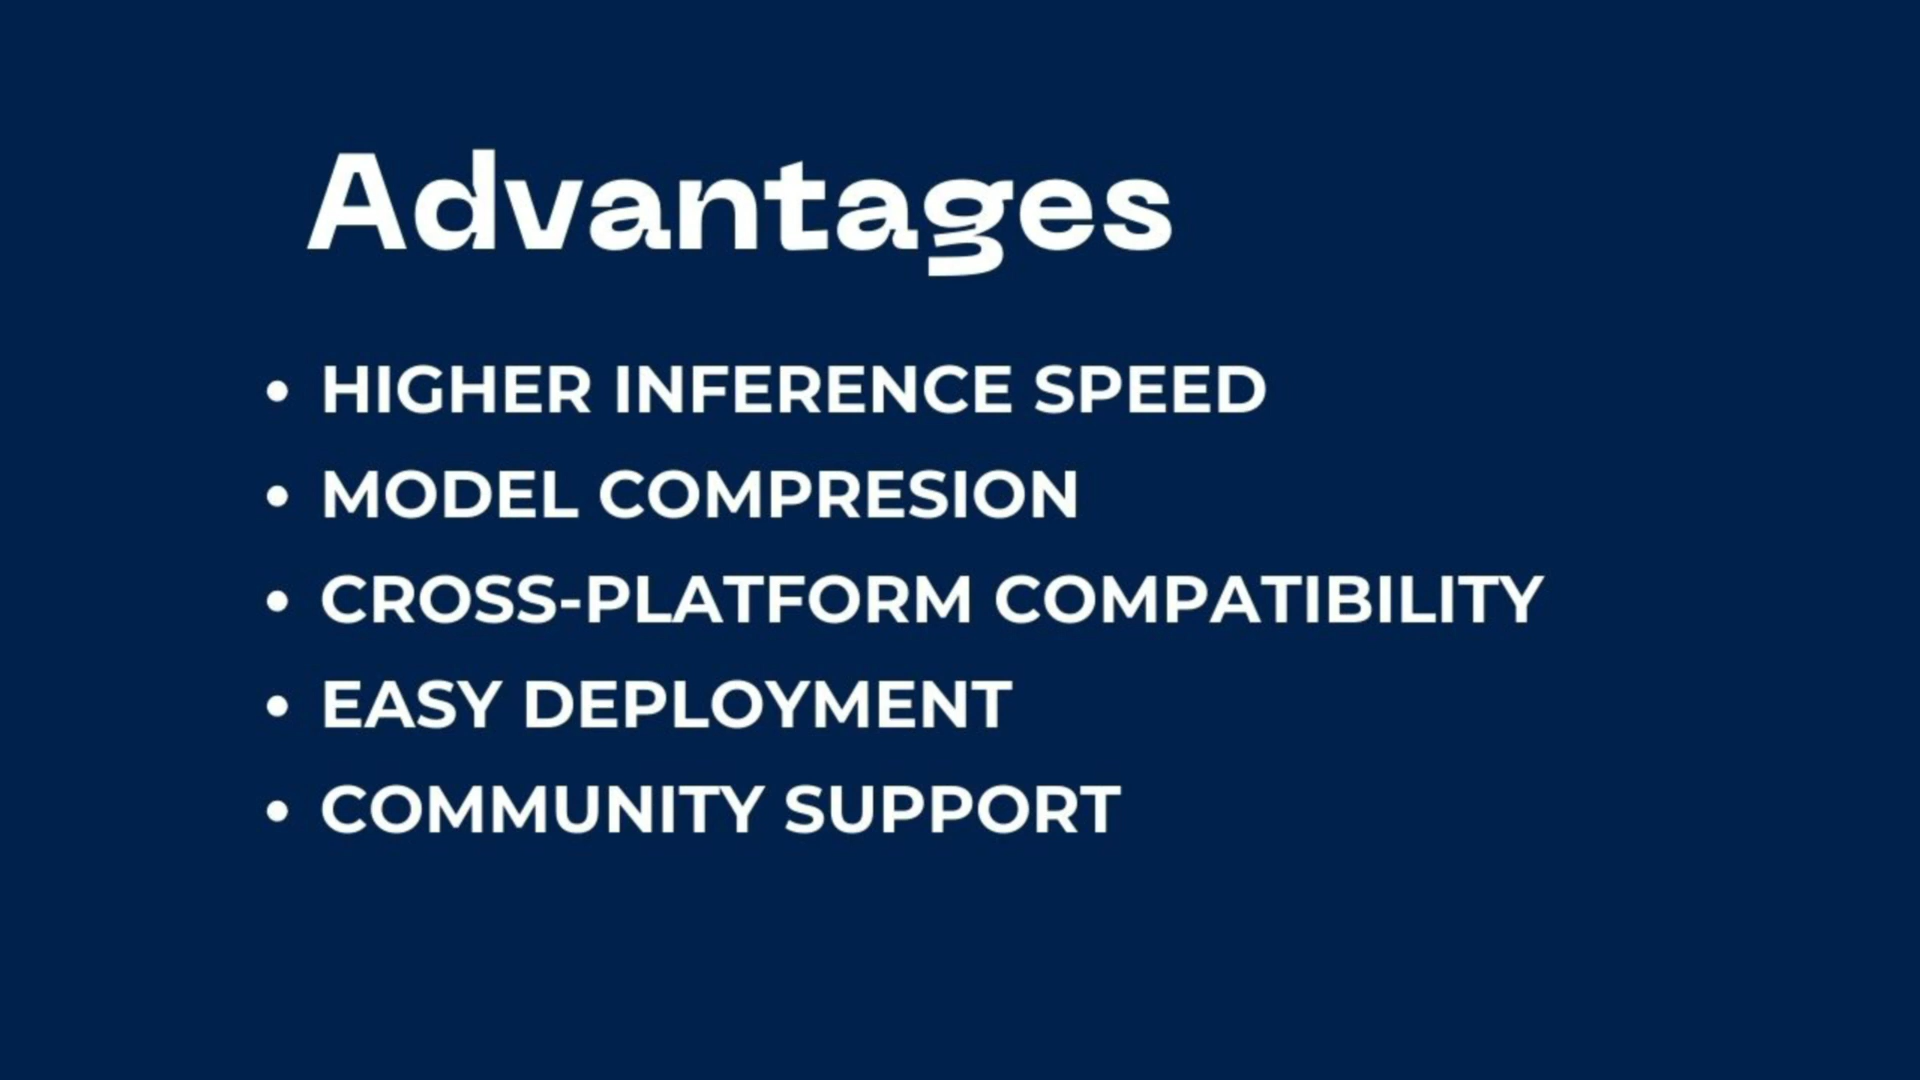 Advantages
• HIGHER INFERENCE SPEED
• MODEL COMPRESION
• CROSS-PLATFORM COMPATIBILITY
• EASY DEPLOYMENT
• COMMUNITY SUPPORT